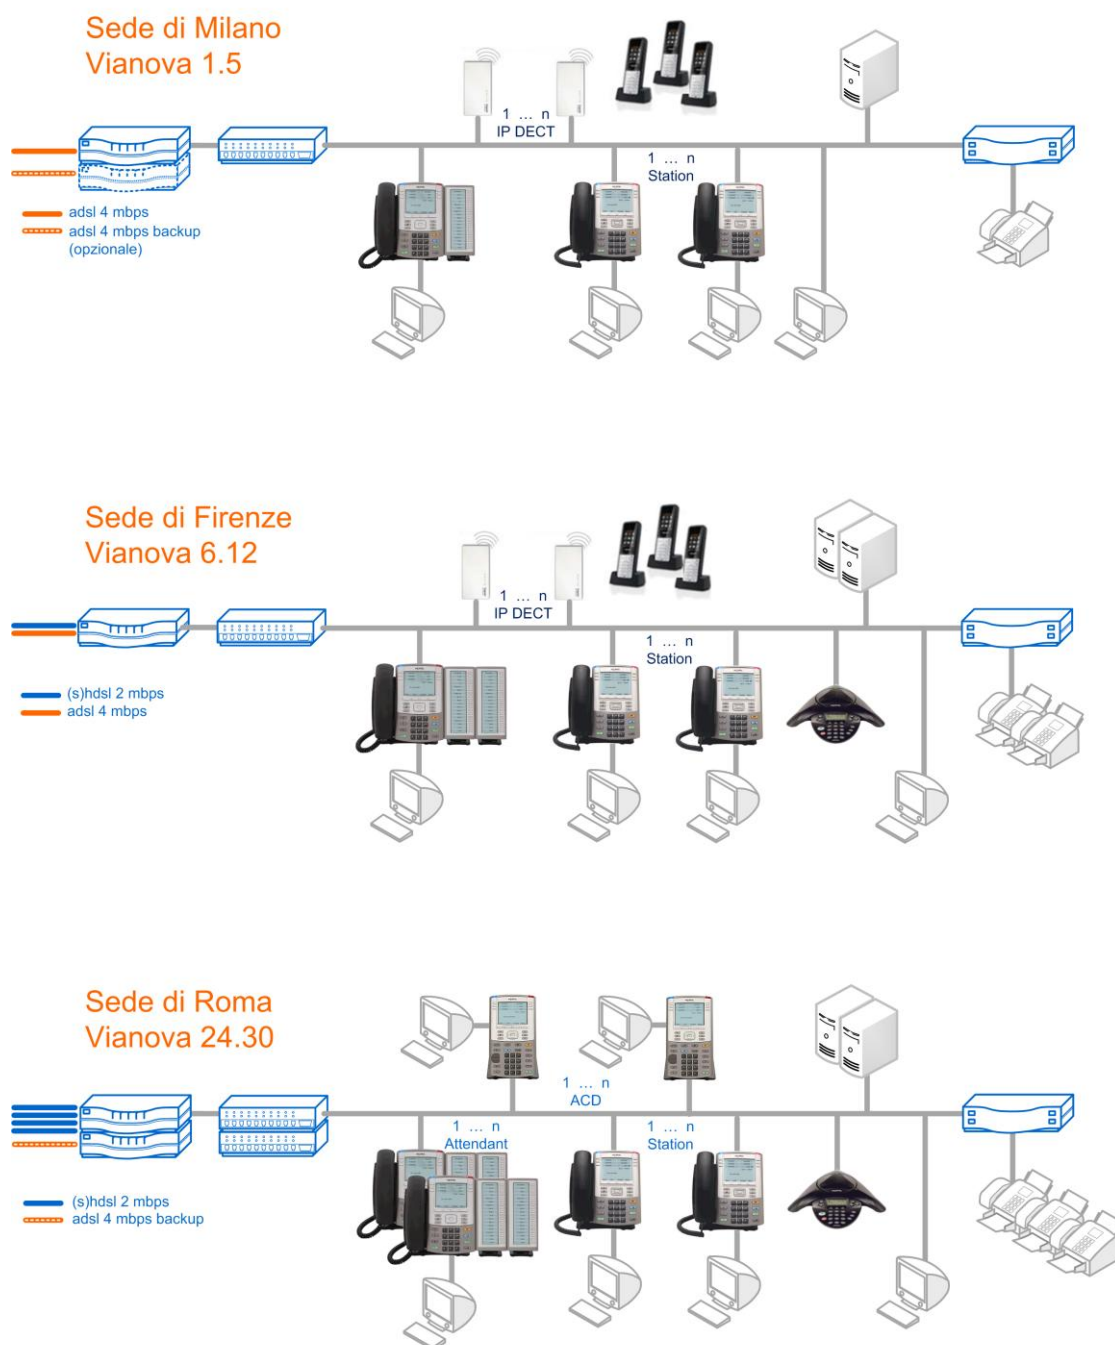 Sede di Milano
Vianova 1.5
1 ... n
IP DECT
1 ... n
Station
adsl 4 mbps
adsl 4 mbps backup
(opzionale)
Sede di Firenze
Vianova 6.12
1 ... n
IP DECT
1 ... n
Station
(s)hdsl 2 mbps
adsl 4 mbps
Sede di Roma
Vianova 24.30
1 ... n
ACD
1 ... n
Attendant
1 ... n
Station
(s)hdsl 2 mbps
adsl 4 mbps backup